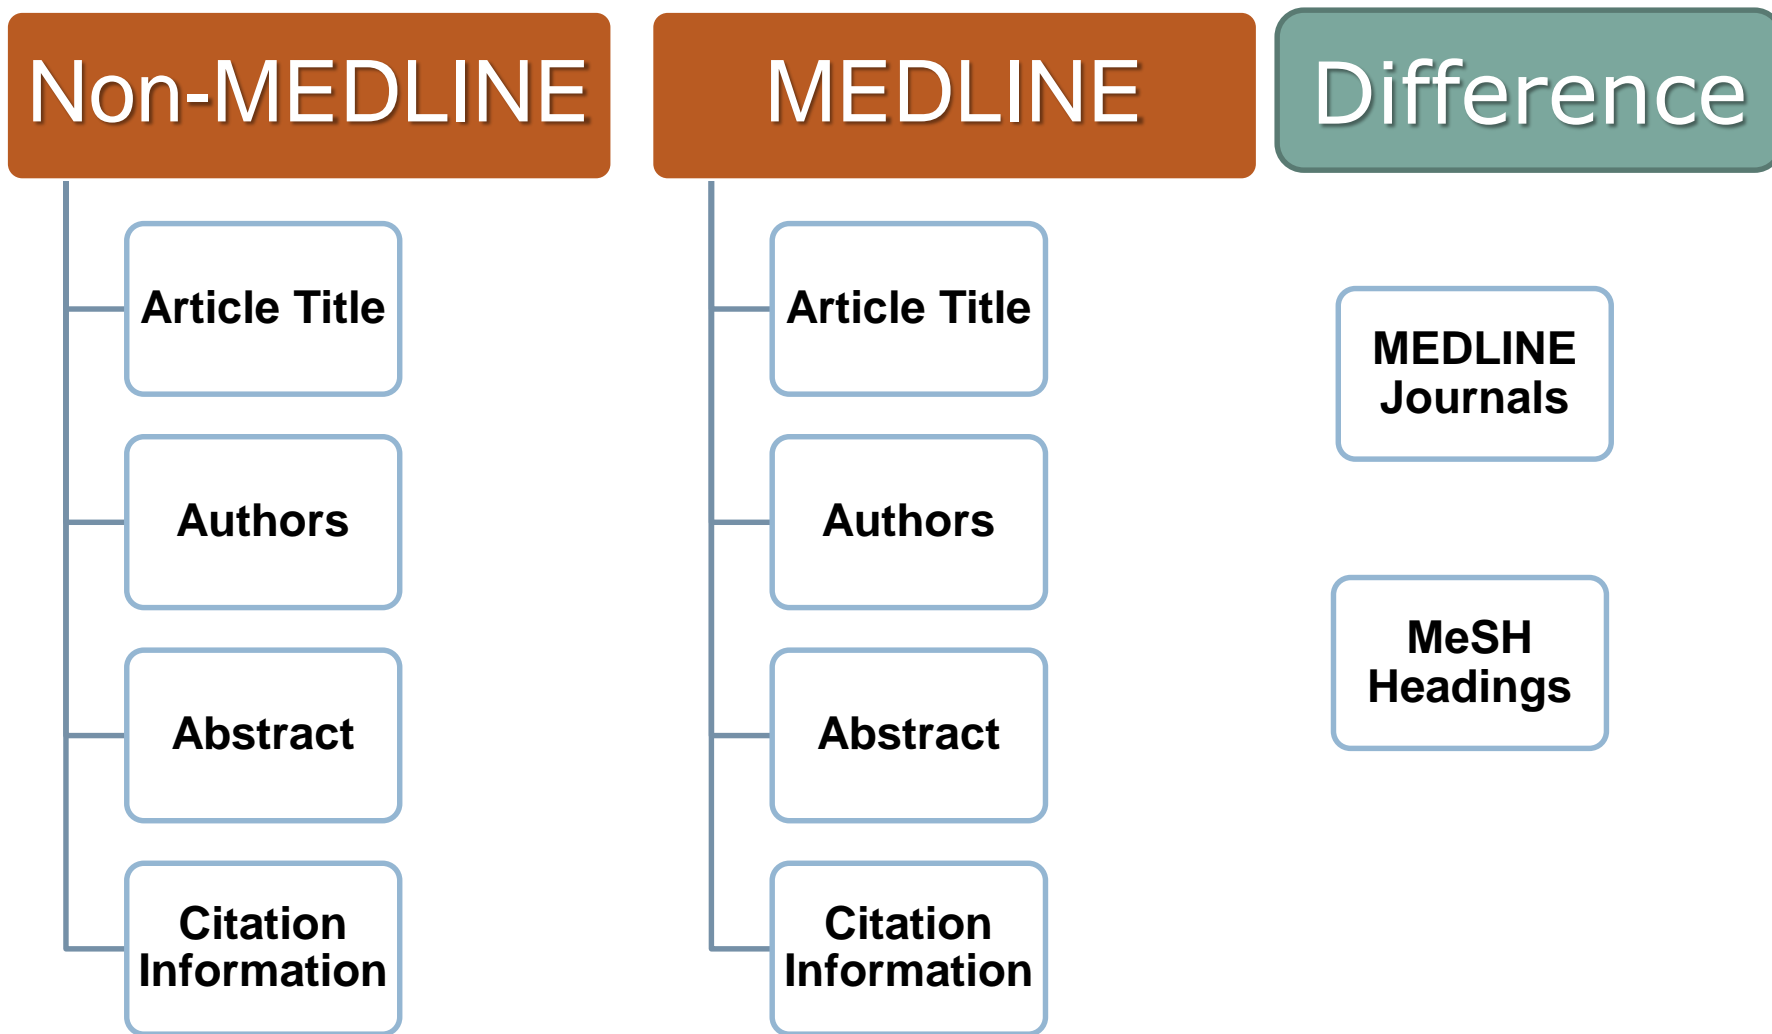 Non-MEDLINE
Article Title
Authors
Abstract
Citation
Information
MEDLINE
Article Title
Authors
Abstract
Citation
Information
Difference
MEDLINE
Journals
MeSH
Headings